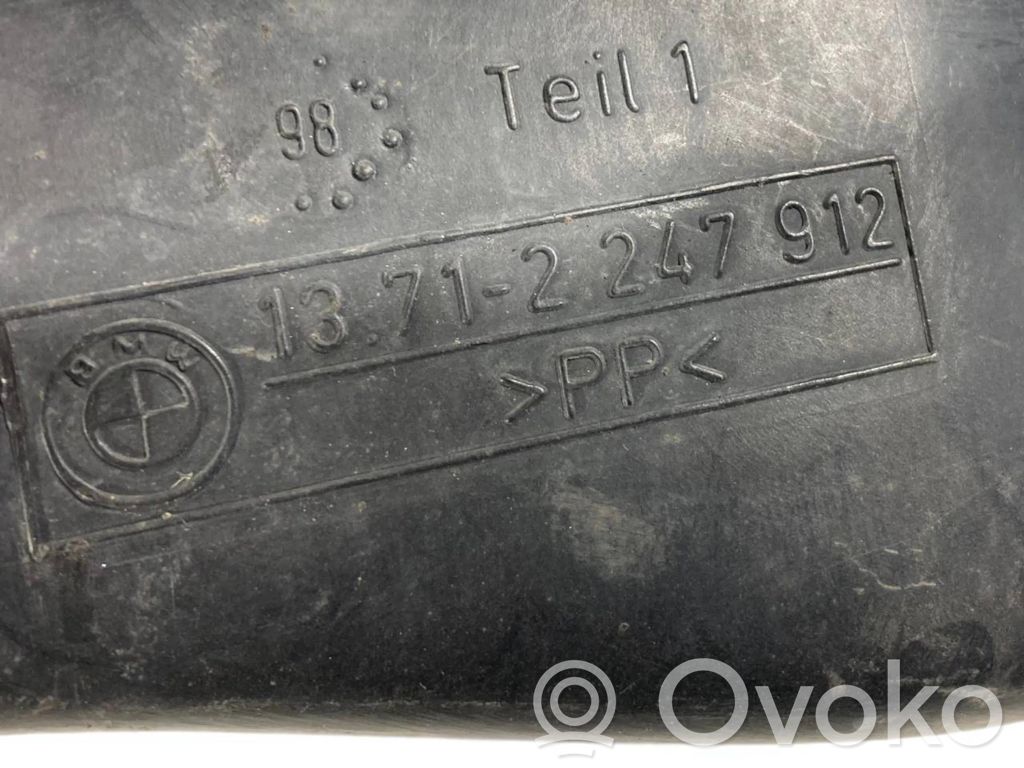 98 Teil 1
13.71-2 247 912
BMW
>PP<
Ovoko